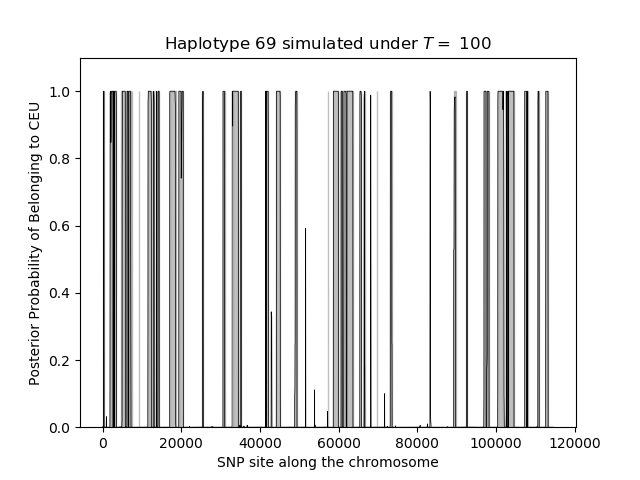 Haplotype 69 simulated under T = 100
Posterior Probability of Belonging to CEU
1.0
0.8
0.6
0.4
0.2
0.0
0 20000 40000 60000 80000 100000 120000
SNP site along the chromosome